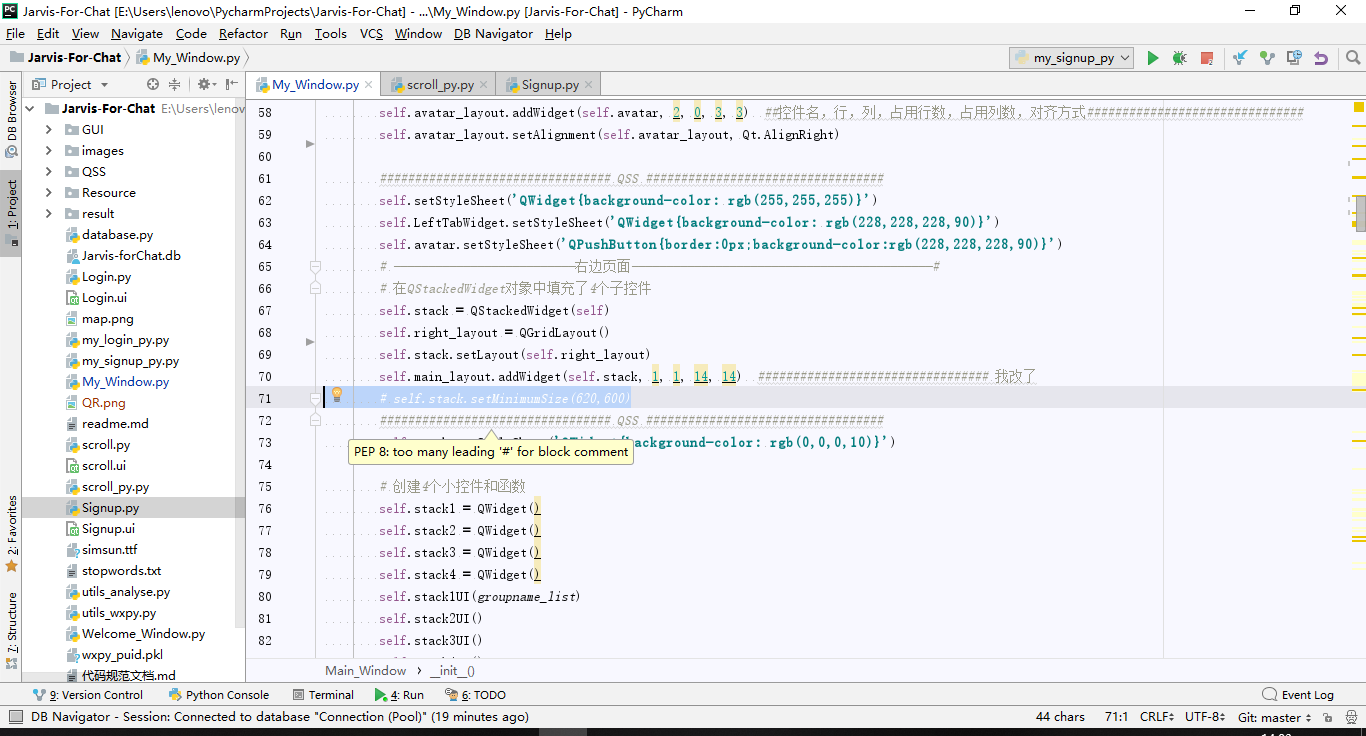 Jarvis-For-Chat [E:\Users\lenovo\PycharmProjects\Jarvis-For-Chat] - ...\My_Window.py [Jarvis-For-Chat] - PyCharm
File Edit View Navigate Code Refactor Run Tools VCS Window DB Navigator Help
Jarvis-For-Chat My_Window.py my_signup_py
Project My_Window.py scroll_py.py Signup.py
DB Browser
1: Project
2: Favorites
7: Structure
Jarvis-For-Chat E:\Users\lenov
GUI
images
QSS
Resource
result
database.py
Jarvis-forChat.db
Login.py
Login.ui
map.png
my_login_py.py
my_signup_py.py
My_Window.py
QR.png
readme.md
scroll.py
scroll.ui
scroll_py.py
Signup.py
Signup.ui
simsun.ttf
stopwords.txt
utils_analyse.py
utils_wxpy.py
Welcome_Window.py
wxpy_puid.pkl
代码规范文档.md
58 self.avatar_layout.addWidget(self.avatar, 2, 0, 3, 3) ##控件名，行，列，占用行数，占用列数，对齐方式###############################
59 self.avatar_layout.setAlignment(self.avatar_layout, Qt.AlignRight)
60
61 ################################# QSS ##################################
62 self.setStyleSheet('QWidget{background-color: rgb(255,255,255)}')
63 self.LeftTabWidget.setStyleSheet('QWidget{background-color: rgb(228,228,228,90)}')
64 self.avatar.setStyleSheet('QPushButton{border:0px;background-color:rgb(228,228,228,90)}')
65 # ——————————————右边页面———————————————————————#
66 # 在QStackedWidget对象中填充了4个子控件
67 self.stack = QStackedWidget(self)
68 self.right_layout = QGridLayout()
69 self.stack.setLayout(self.right_layout)
70 self.main_layout.addWidget(self.stack, 1, 1, 14, 14) ################################# 我改了
71 # self.stack.setMinimumSize(620,600)
72 ################################# QSS ##################################
73 background-color: rgb(0,0,0,10)}')
PEP 8: too many leading '#' for block comment
74
75 # 创建4个小控件和函数
76 self.stack1 = QWidget()
77 self.stack2 = QWidget()
78 self.stack3 = QWidget()
79 self.stack4 = QWidget()
80 self.stack1UI(groupname_list)
81 self.stack2UI()
82 self.stack3UI()
Main_Window › __init__()
9: Version Control Python Console Terminal 4: Run 6: TODO Event Log
DB Navigator - Session: Connected to database "Connection (Pool)" (19 minutes ago) 44 chars 71:1 CRLF UTF-8 Git: master